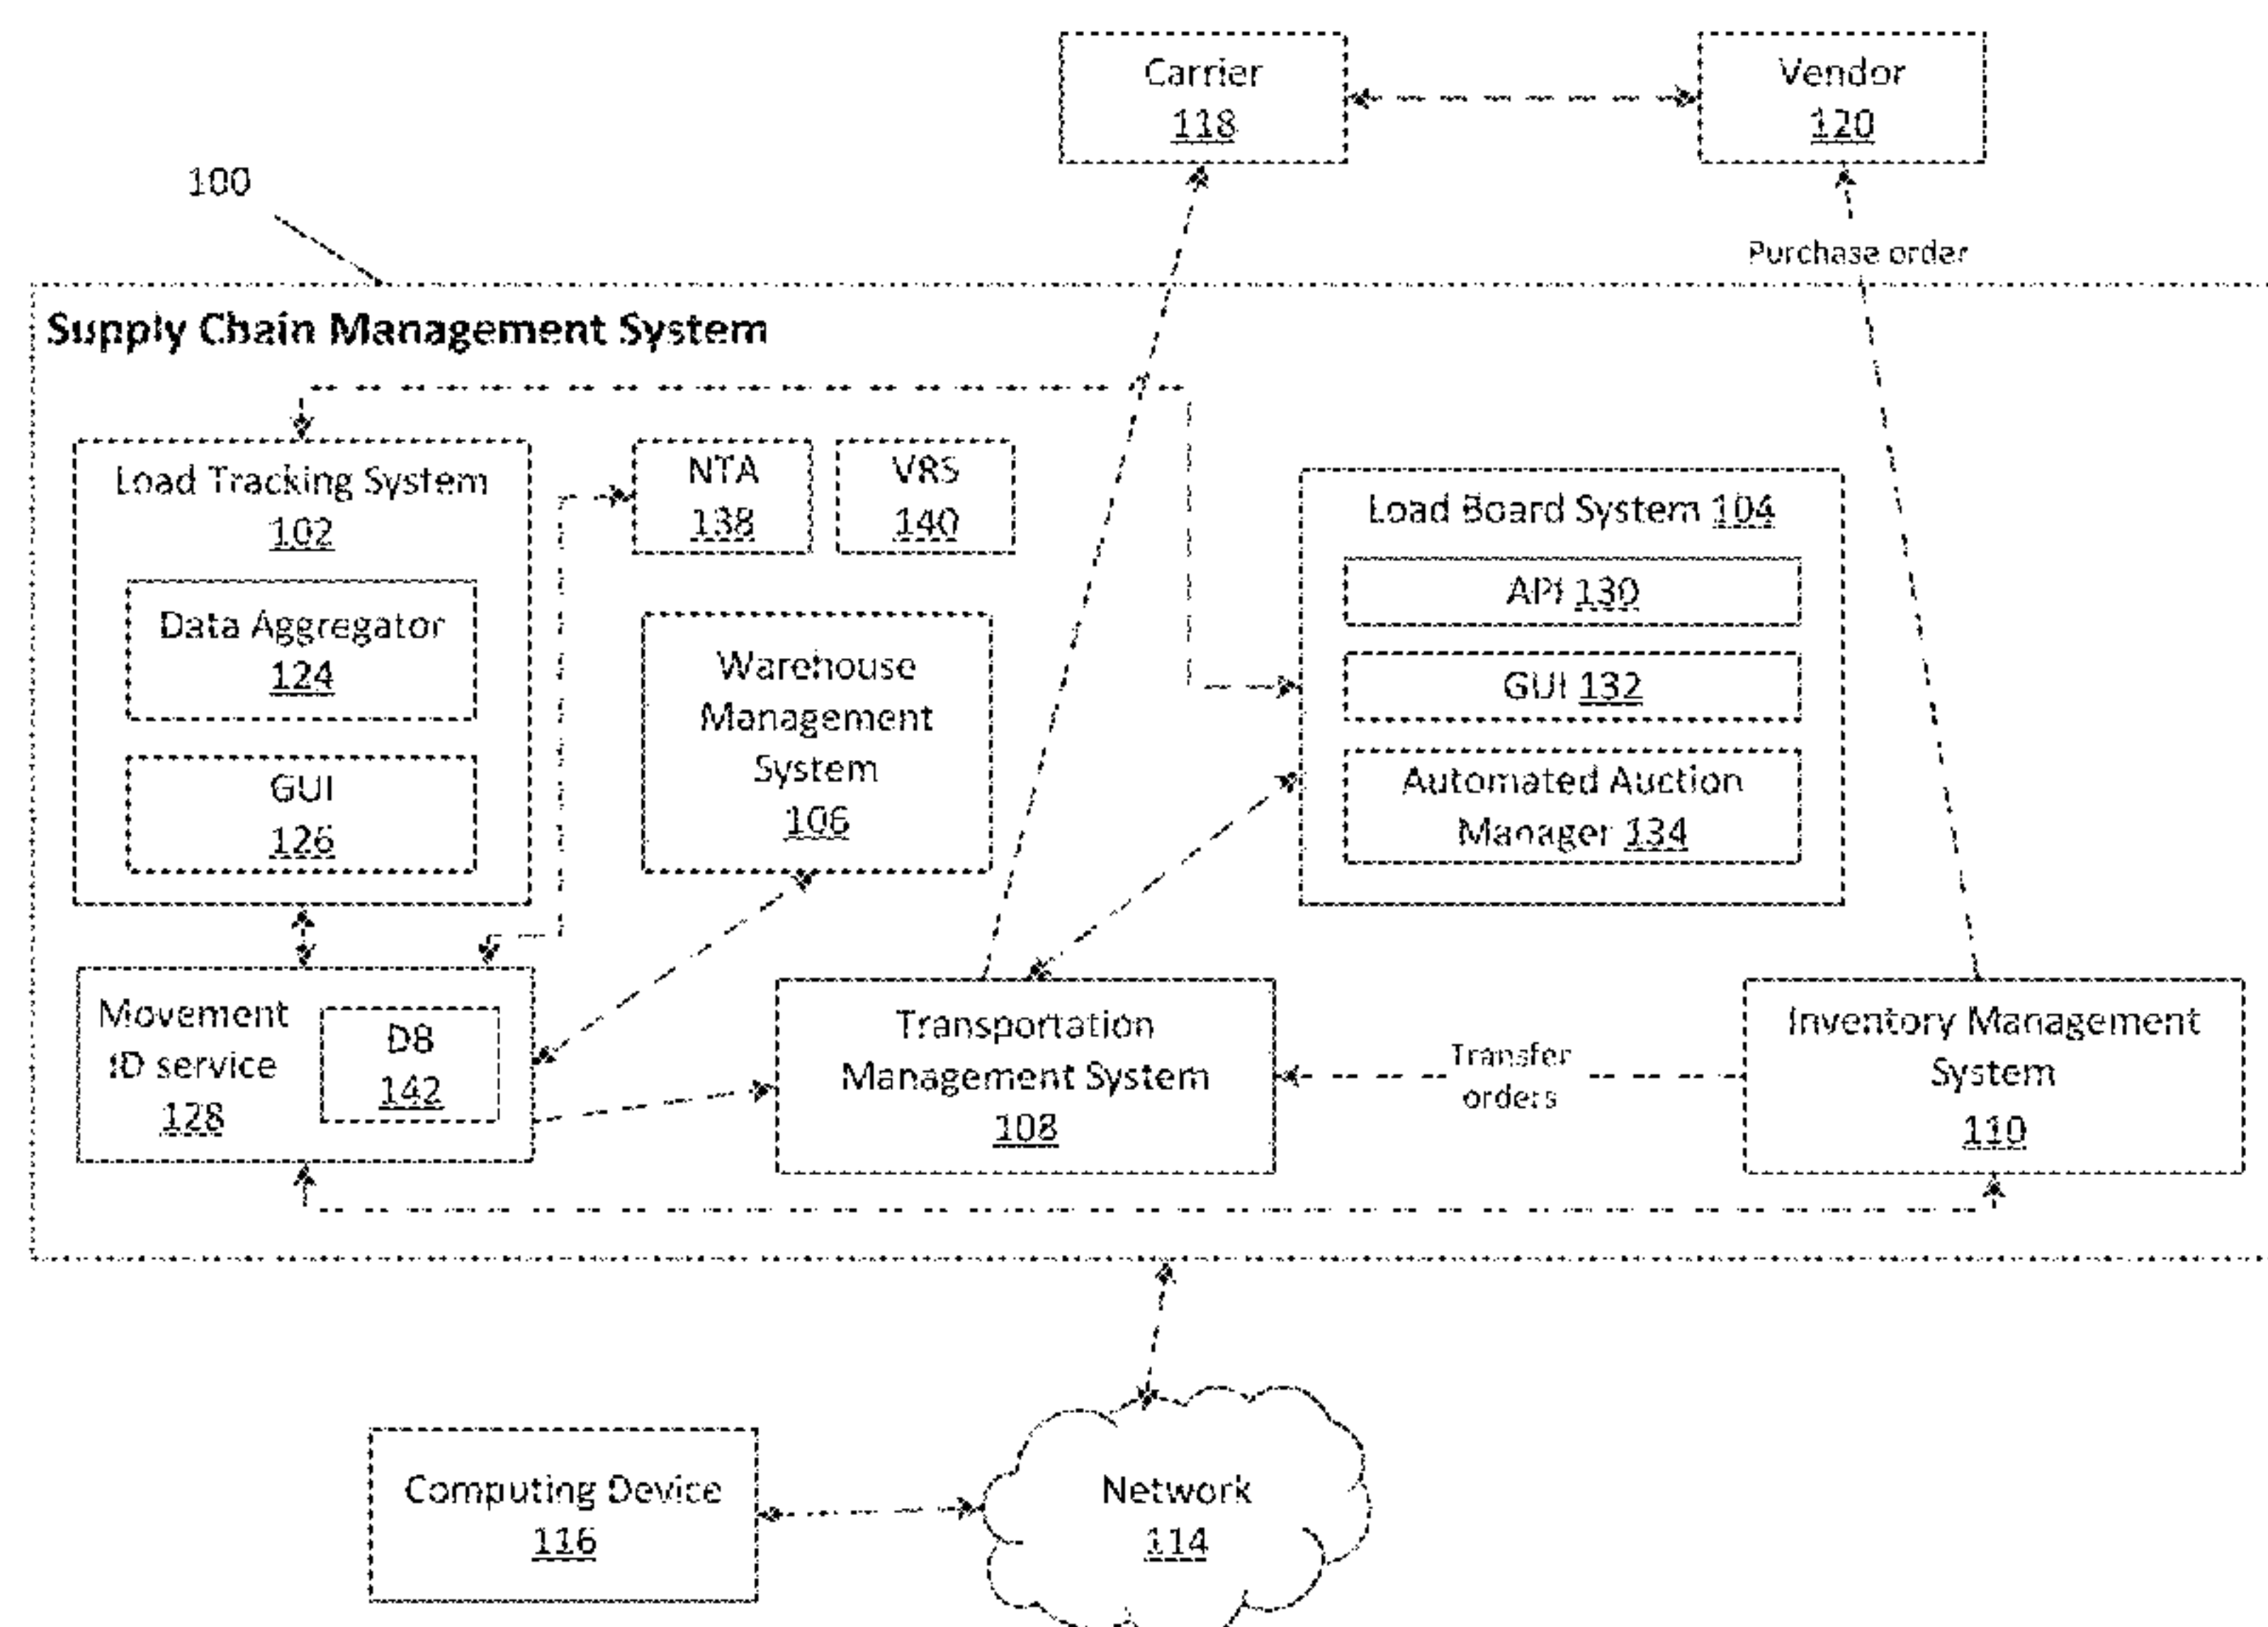 Carrier
118
Vendor
120
100
Purchase order
Supply Chain Management System
Load Tracking System
102
Data Aggregator
124
GUI
126
NTA
138
VRS
140
Warehouse
Management
System
106
Load Board System 104
API 130
GUI 132
Automated Auction
Manager 134
Movement
ID service
128
DB
142
Transportation
Management System
108
Transfer
orders
Inventory Management
System
110
Computing Device
116
Network
114